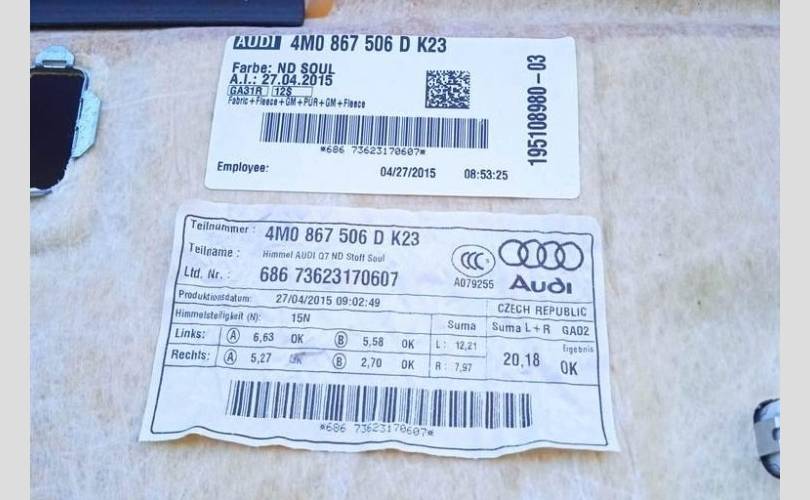 AUDI 4M0 867 506 D K23
Farbe: ND SOUL
A.I.: 27.04.2015
GA31R 12S
Fabric+Fleece+GM+PUR+GM+Fleece
*686 73623170607*
Employee: 04/27/2015 08:53:25
195108980-03
Teilnummer: 4M0 867 506 D K23
Teilname: Himmel AUDI Q7 ND Stoff Soul
Ltd. Nr.: 686 73623170607
CCC
A079255
Audi
Produktionsdatum: 27/04/2015 09:02:49
CZECH REPUBLIC
Himmelsteifigkeit (N): 15N
Suma Suma L+R GA02
Links: A 6,63 OK B 5,58 OK L: 12,21
Rechts: A 5,27 OK B 2,70 OK R: 7,97
20,18
Ergebnis
OK
*686 73623170607*